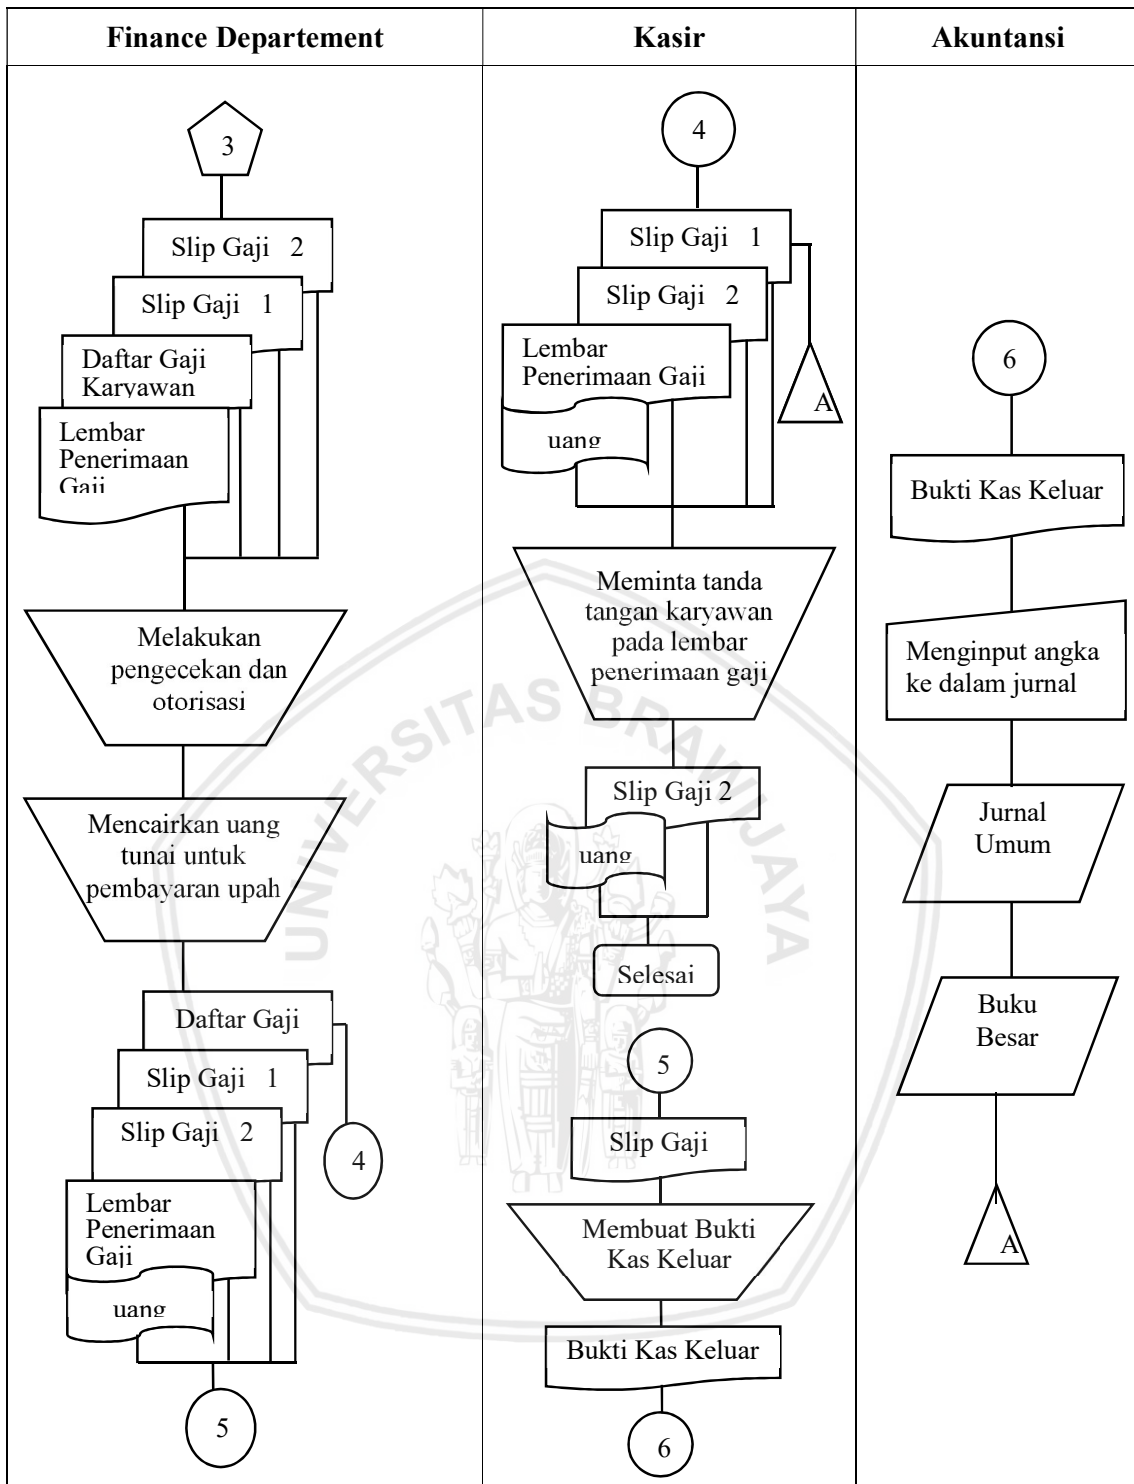 Finance Departement
Kasir
Akuntansi
3
Slip Gaji 2
Slip Gaji 1
Daftar Gaji
Karyawan
Lembar
Penerimaan
Gaji
Melakukan
pengecekan dan
otorisasi
Mencairkan uang
tunai untuk
pembayaran upah
Daftar Gaji
Slip Gaji 1
Slip Gaji 2
4
Lembar
Penerimaan
Gaji
uang
5
4
Slip Gaji 1
Slip Gaji 2
Lembar
Penerimaan Gaji
A
uang
Meminta tanda
tangan karyawan
pada lembar
penerimaan gaji
Slip Gaji 2
uang
Selesai
5
Slip Gaji
Membuat Bukti
Kas Keluar
Bukti Kas Keluar
6
6
Bukti Kas Keluar
Menginput angka
ke dalam jurnal
Jurnal
Umum
Buku
Besar
A
UNIVERSITAS BRAWIJAYA